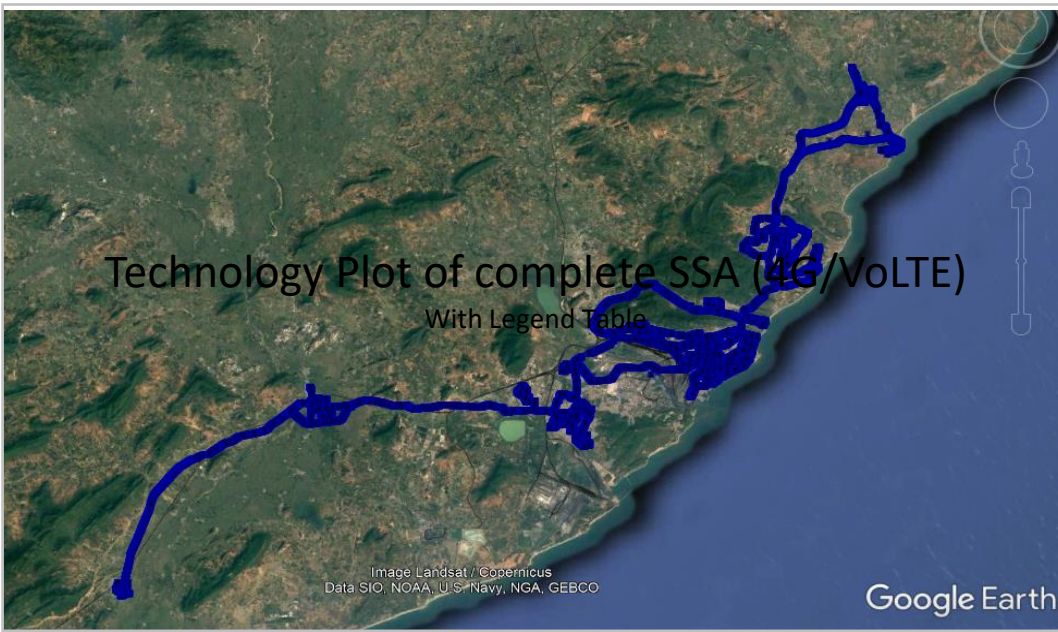 Technology Plot of complete SSA (4G/VoLTE)
With Legend Table
Image Landsat / Copernicus
Data SIO, NOAA, U.S. Navy, NGA, GEBCO
Google Earth